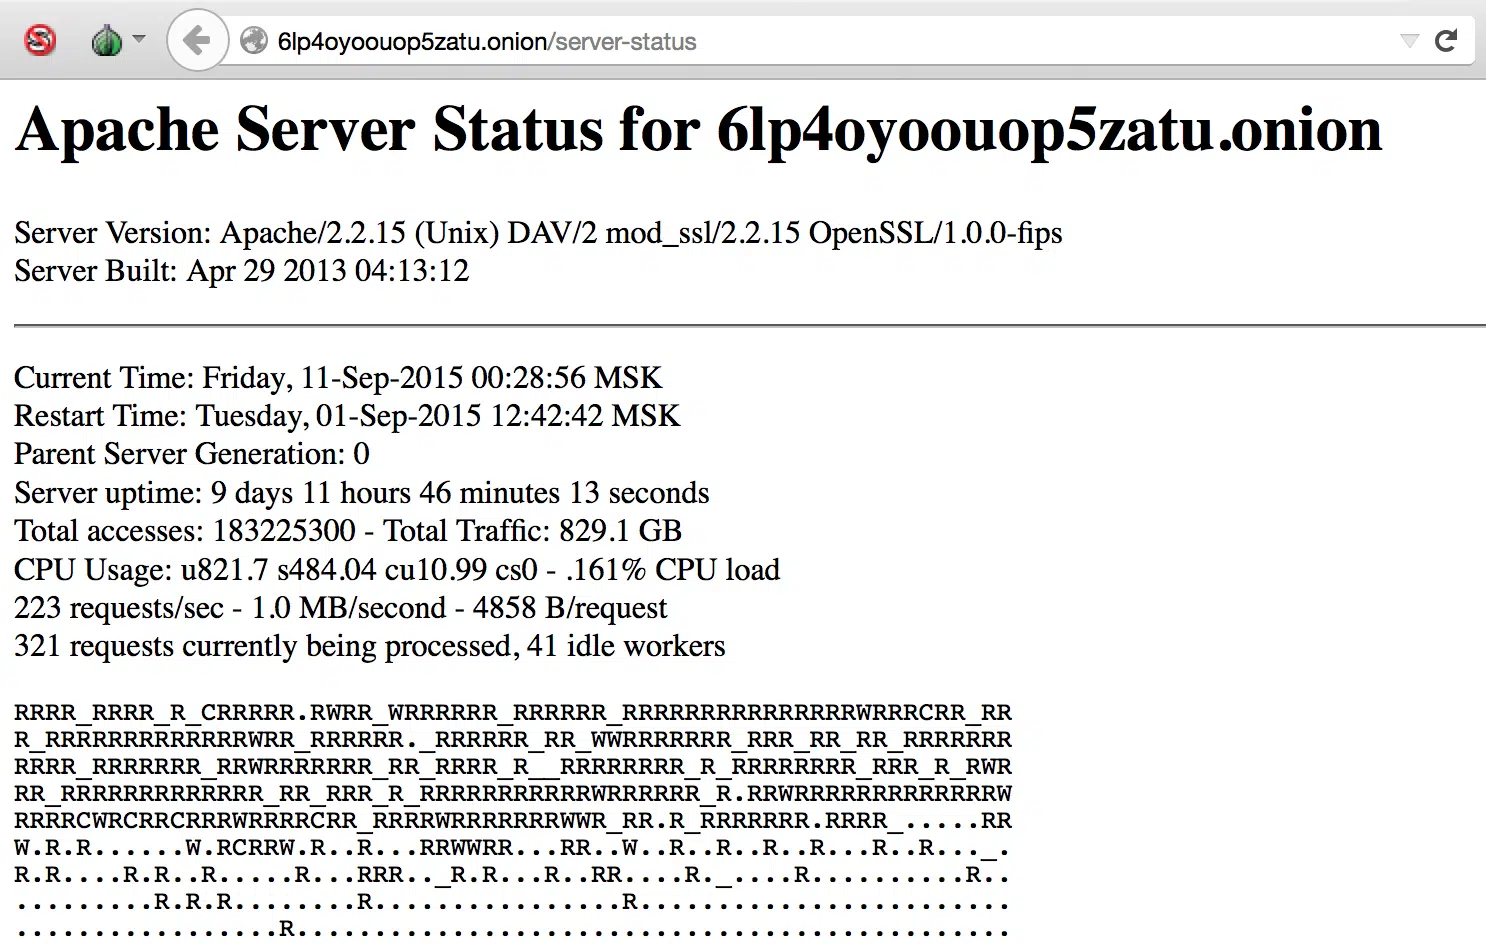 6lp4oyoouop5zatu.onion/server-status
Apache Server Status for 6lp4oyoouop5zatu.onion
Server Version: Apache/2.2.15 (Unix) DAV/2 mod_ssl/2.2.15 OpenSSL/1.0.0-fips
Server Built: Apr 29 2013 04:13:12
Current Time: Friday, 11-Sep-2015 00:28:56 MSK
Restart Time: Tuesday, 01-Sep-2015 12:42:42 MSK
Parent Server Generation: 0
Server uptime: 9 days 11 hours 46 minutes 13 seconds
Total accesses: 183225300 - Total Traffic: 829.1 GB
CPU Usage: u821.7 s484.04 cu10.99 cs0 - .161% CPU load
223 requests/sec - 1.0 MB/second - 4858 B/request
321 requests currently being processed, 41 idle workers
RRRR_RRRR_R_CRRRRR.RWRR_WRRRRRR_RRRRRR_RRRRRRRRRRRRRRRWRRRCRR_RR
R_RRRRRRRRRRRRRWRR_RRRRRR._RRRRRR_RR_WWRRRRRRR_RRR_RR_RR_RRRRRRR
RRRR_RRRRRRR_RRWRRRRRRR_RR_RRRR_R__RRRRRRRR_R_RRRRRRRR_RRR_R_RWR
RR_RRRRRRRRRRRRR_RR_RRR_R_RRRRRRRRRRRWRRRRRR_R.RRWRRRRRRRRRRRRRW
RRRRCWRCRRCRRRWRRRRCRR_RRRRWRRRRRRRWWR_RR.R_RRRRRRR.RRRR_.....RR
W.R.R......W.RCRRW.R..R...RRWWRR...RR..W..R..R..R..R...R..R..._.
R.R....R.R..R.....R...RRR.._R.R...R..RR....R._....R..........R..
.........R.R.R........R................R........................
.................R..............................................